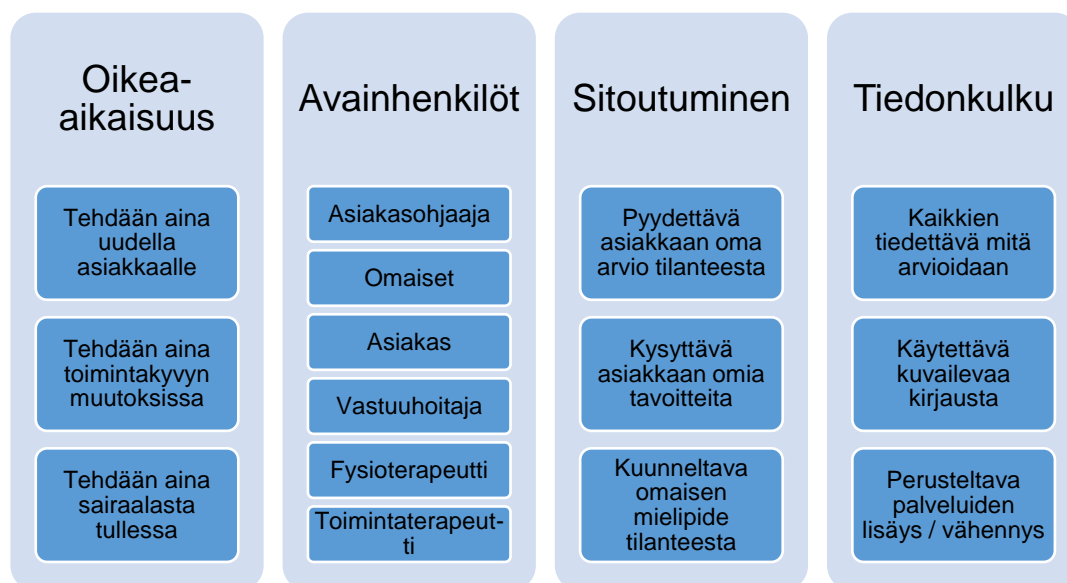 Oikea-
aikaisuus
Tehdään aina
uudella
asiakkaalle
Tehdään aina
toimintakyvyn
muutoksissa
Tehdään aina
sairaalasta
tullessa
Avainhenkilöt
Asiakasohjaaja
Omaiset
Asiakas
Vastuuhoitaja
Fysioterapeutti
Toimintaterapeut-
ti
Sitoutuminen
Pyydettävä
asiakkaan oma
arvio tilanteesta
Kysyttävä
asiakkaan omia
tavoitteita
Kuunneltava
omaisen
mielipide
tilanteesta
Tiedonkulku
Kaikkien
tiedettävä mitä
arvioidaan
Käytettävä
kuvailevaa
kirjausta
Perusteltava
palveluiden
lisäys / vähennys